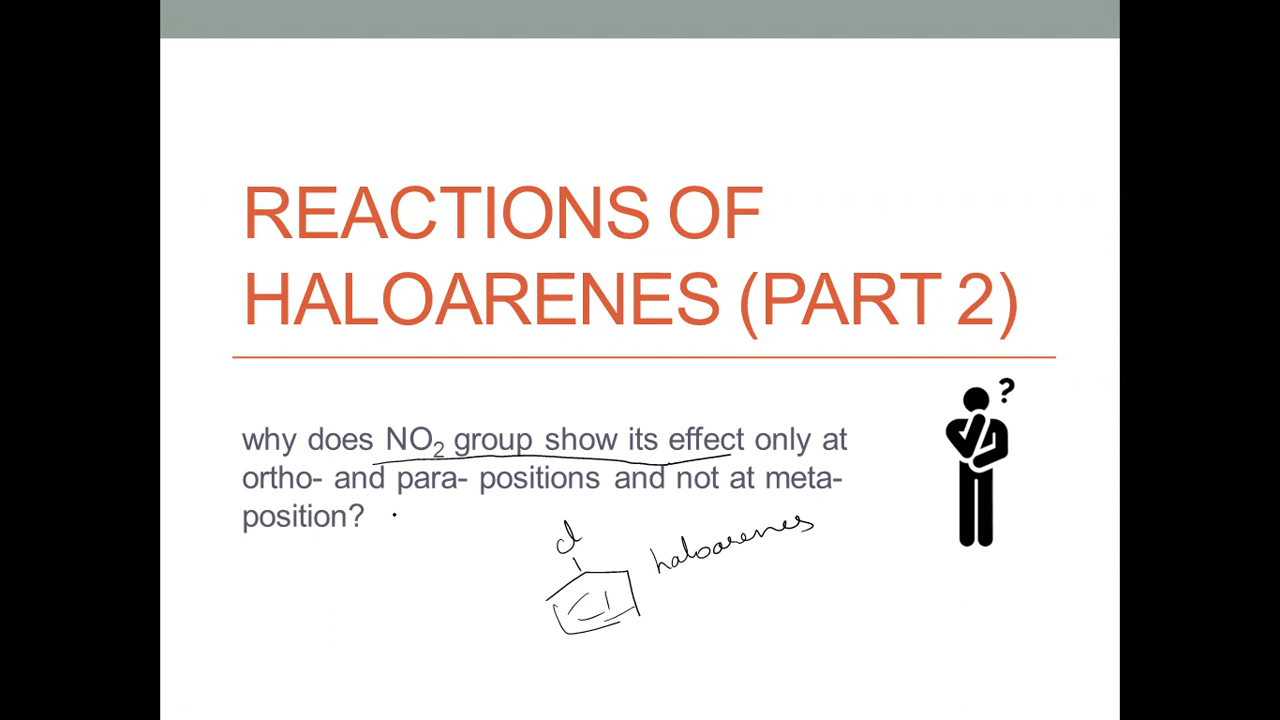 REACTIONS OF
HALOARENES (PART 2)
?
why does NO₂ group show its effect only at
ortho- and para- positions and not at meta-
position?
Cl
haloarenes